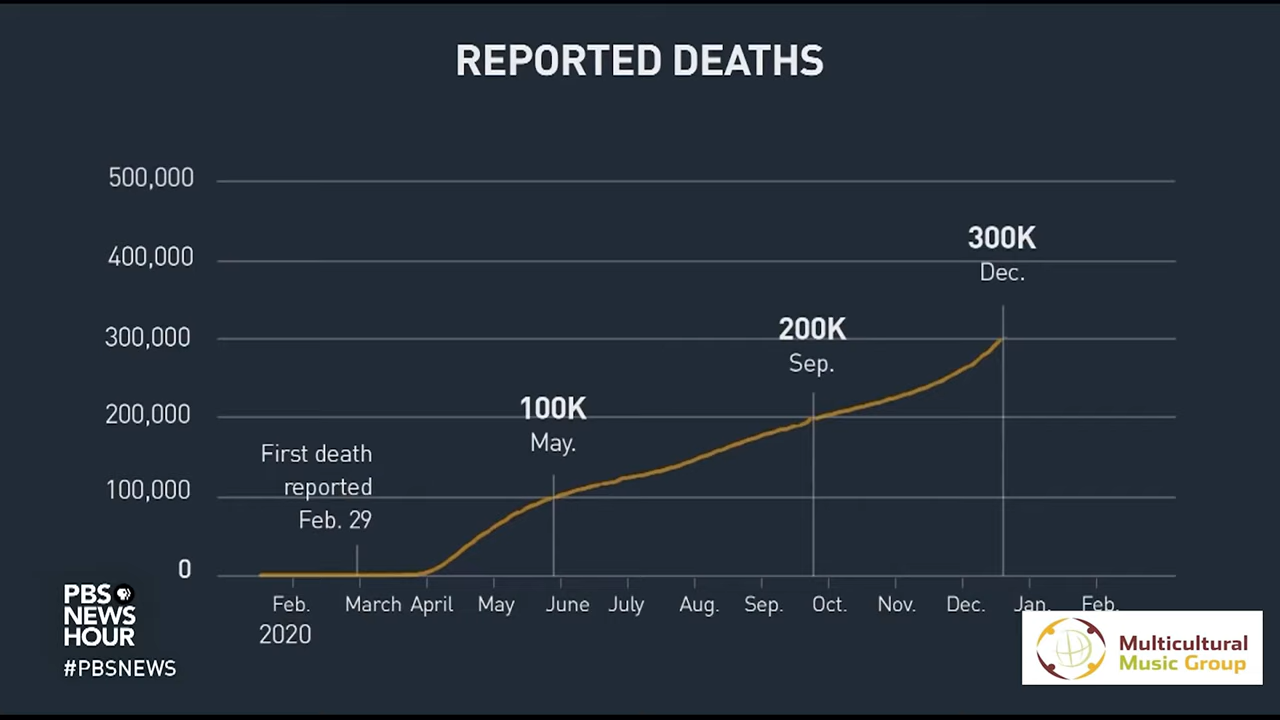 REPORTED DEATHS
500,000
400,000
300,000
200,000
100,000
0
First death
reported
Feb. 29
100K
May.
200K
Sep.
300K
Dec.
Feb. March April May June July Aug. Sep. Oct. Nov. Dec. Jan. Feb.
2020
PBS
NEWS
HOUR
#PBSNEWS
Multicultural
Music Group